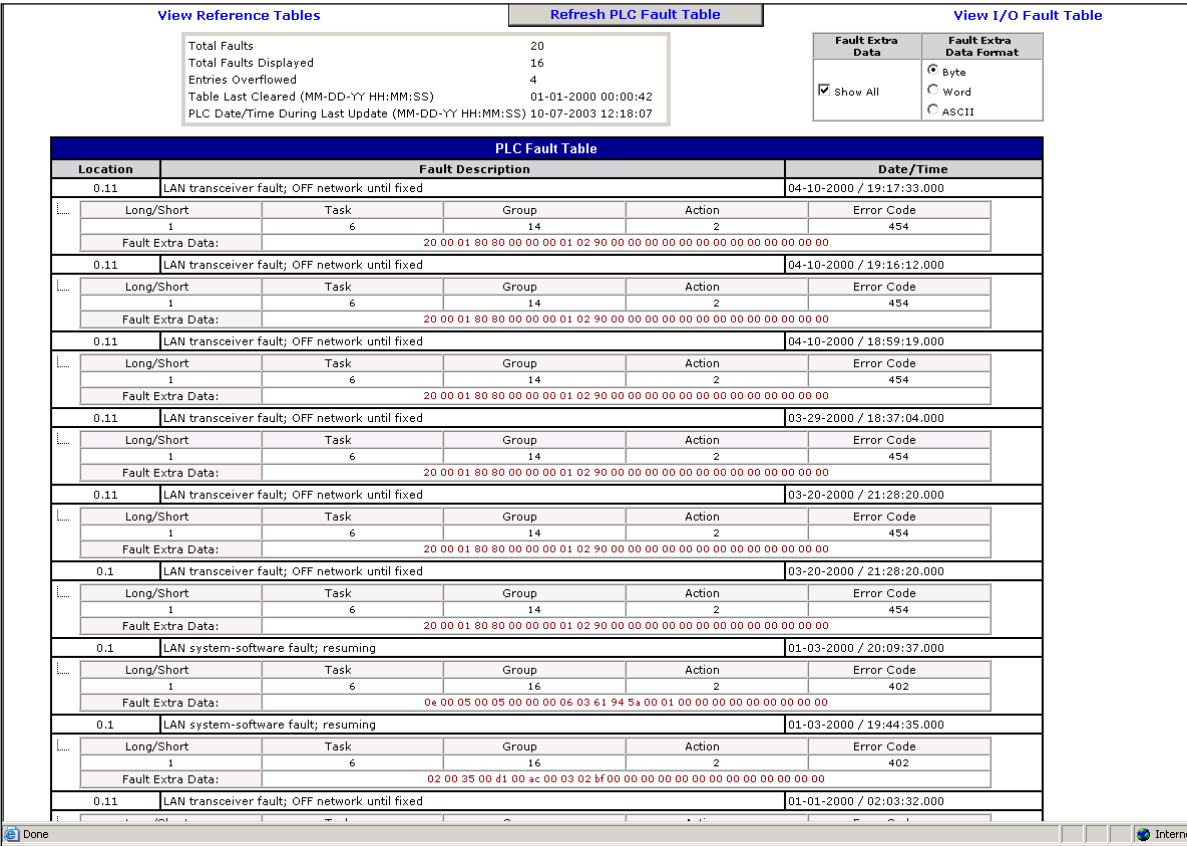 View Reference Tables Refresh PLC Fault Table View I/O Fault Table
Total Faults 20
Total Faults Displayed 16
Entries Overflowed 4
Table Last Cleared (MM-DD-YY HH:MM:SS) 01-01-2000 00:00:42
PLC Date/Time During Last Update (MM-DD-YY HH:MM:SS) 10-07-2003 12:18:07
Fault Extra Data Fault Extra Data Format
Show All Byte
Word
ASCII
PLC Fault Table
Location Fault Description Date/Time
0.11 LAN transceiver fault; OFF network until fixed 04-10-2000 / 19:17:33.000
Long/Short Task Group Action Error Code
1 6 14 2 454
Fault Extra Data: 20 00 01 80 80 00 00 00 01 02 90 00 00 00 00 00 00 00 00 00 00 00 00 00
0.11 LAN transceiver fault; OFF network until fixed 04-10-2000 / 19:16:12.000
Long/Short Task Group Action Error Code
1 6 14 2 454
Fault Extra Data: 20 00 01 80 80 00 00 00 01 02 90 00 00 00 00 00 00 00 00 00 00 00 00 00
0.11 LAN transceiver fault; OFF network until fixed 04-10-2000 / 18:59:19.000
Long/Short Task Group Action Error Code
1 6 14 2 454
Fault Extra Data: 20 00 01 80 80 00 00 00 01 02 90 00 00 00 00 00 00 00 00 00 00 00 00 00
0.11 LAN transceiver fault; OFF network until fixed 03-29-2000 / 18:37:04.000
Long/Short Task Group Action Error Code
1 6 14 2 454
Fault Extra Data: 20 00 01 80 80 00 00 00 01 02 90 00 00 00 00 00 00 00 00 00 00 00 00 00
0.11 LAN transceiver fault; OFF network until fixed 03-20-2000 / 21:28:20.000
Long/Short Task Group Action Error Code
1 6 14 2 454
Fault Extra Data: 20 00 01 80 80 00 00 00 01 02 90 00 00 00 00 00 00 00 00 00 00 00 00 00
0.1 LAN transceiver fault; OFF network until fixed 03-20-2000 / 21:28:20.000
Long/Short Task Group Action Error Code
1 6 14 2 454
Fault Extra Data: 20 00 01 80 80 00 00 00 01 02 90 00 00 00 00 00 00 00 00 00 00 00 00 00
0.1 LAN system-software fault; resuming 01-03-2000 / 20:09:37.000
Long/Short Task Group Action Error Code
1 6 16 2 402
Fault Extra Data: 0e 00 05 00 05 00 00 00 06 03 61 94 5a 00 01 00 00 00 00 00 00 00 00 00
0.1 LAN system-software fault; resuming 01-03-2000 / 19:44:35.000
Long/Short Task Group Action Error Code
1 6 16 2 402
Fault Extra Data: 02 00 35 00 d1 00 ac 00 03 02 bf 00 00 00 00 00 00 00 00 00 00 00 00 00
0.11 LAN transceiver fault; OFF network until fixed 01-01-2000 / 02:03:32.000
Done